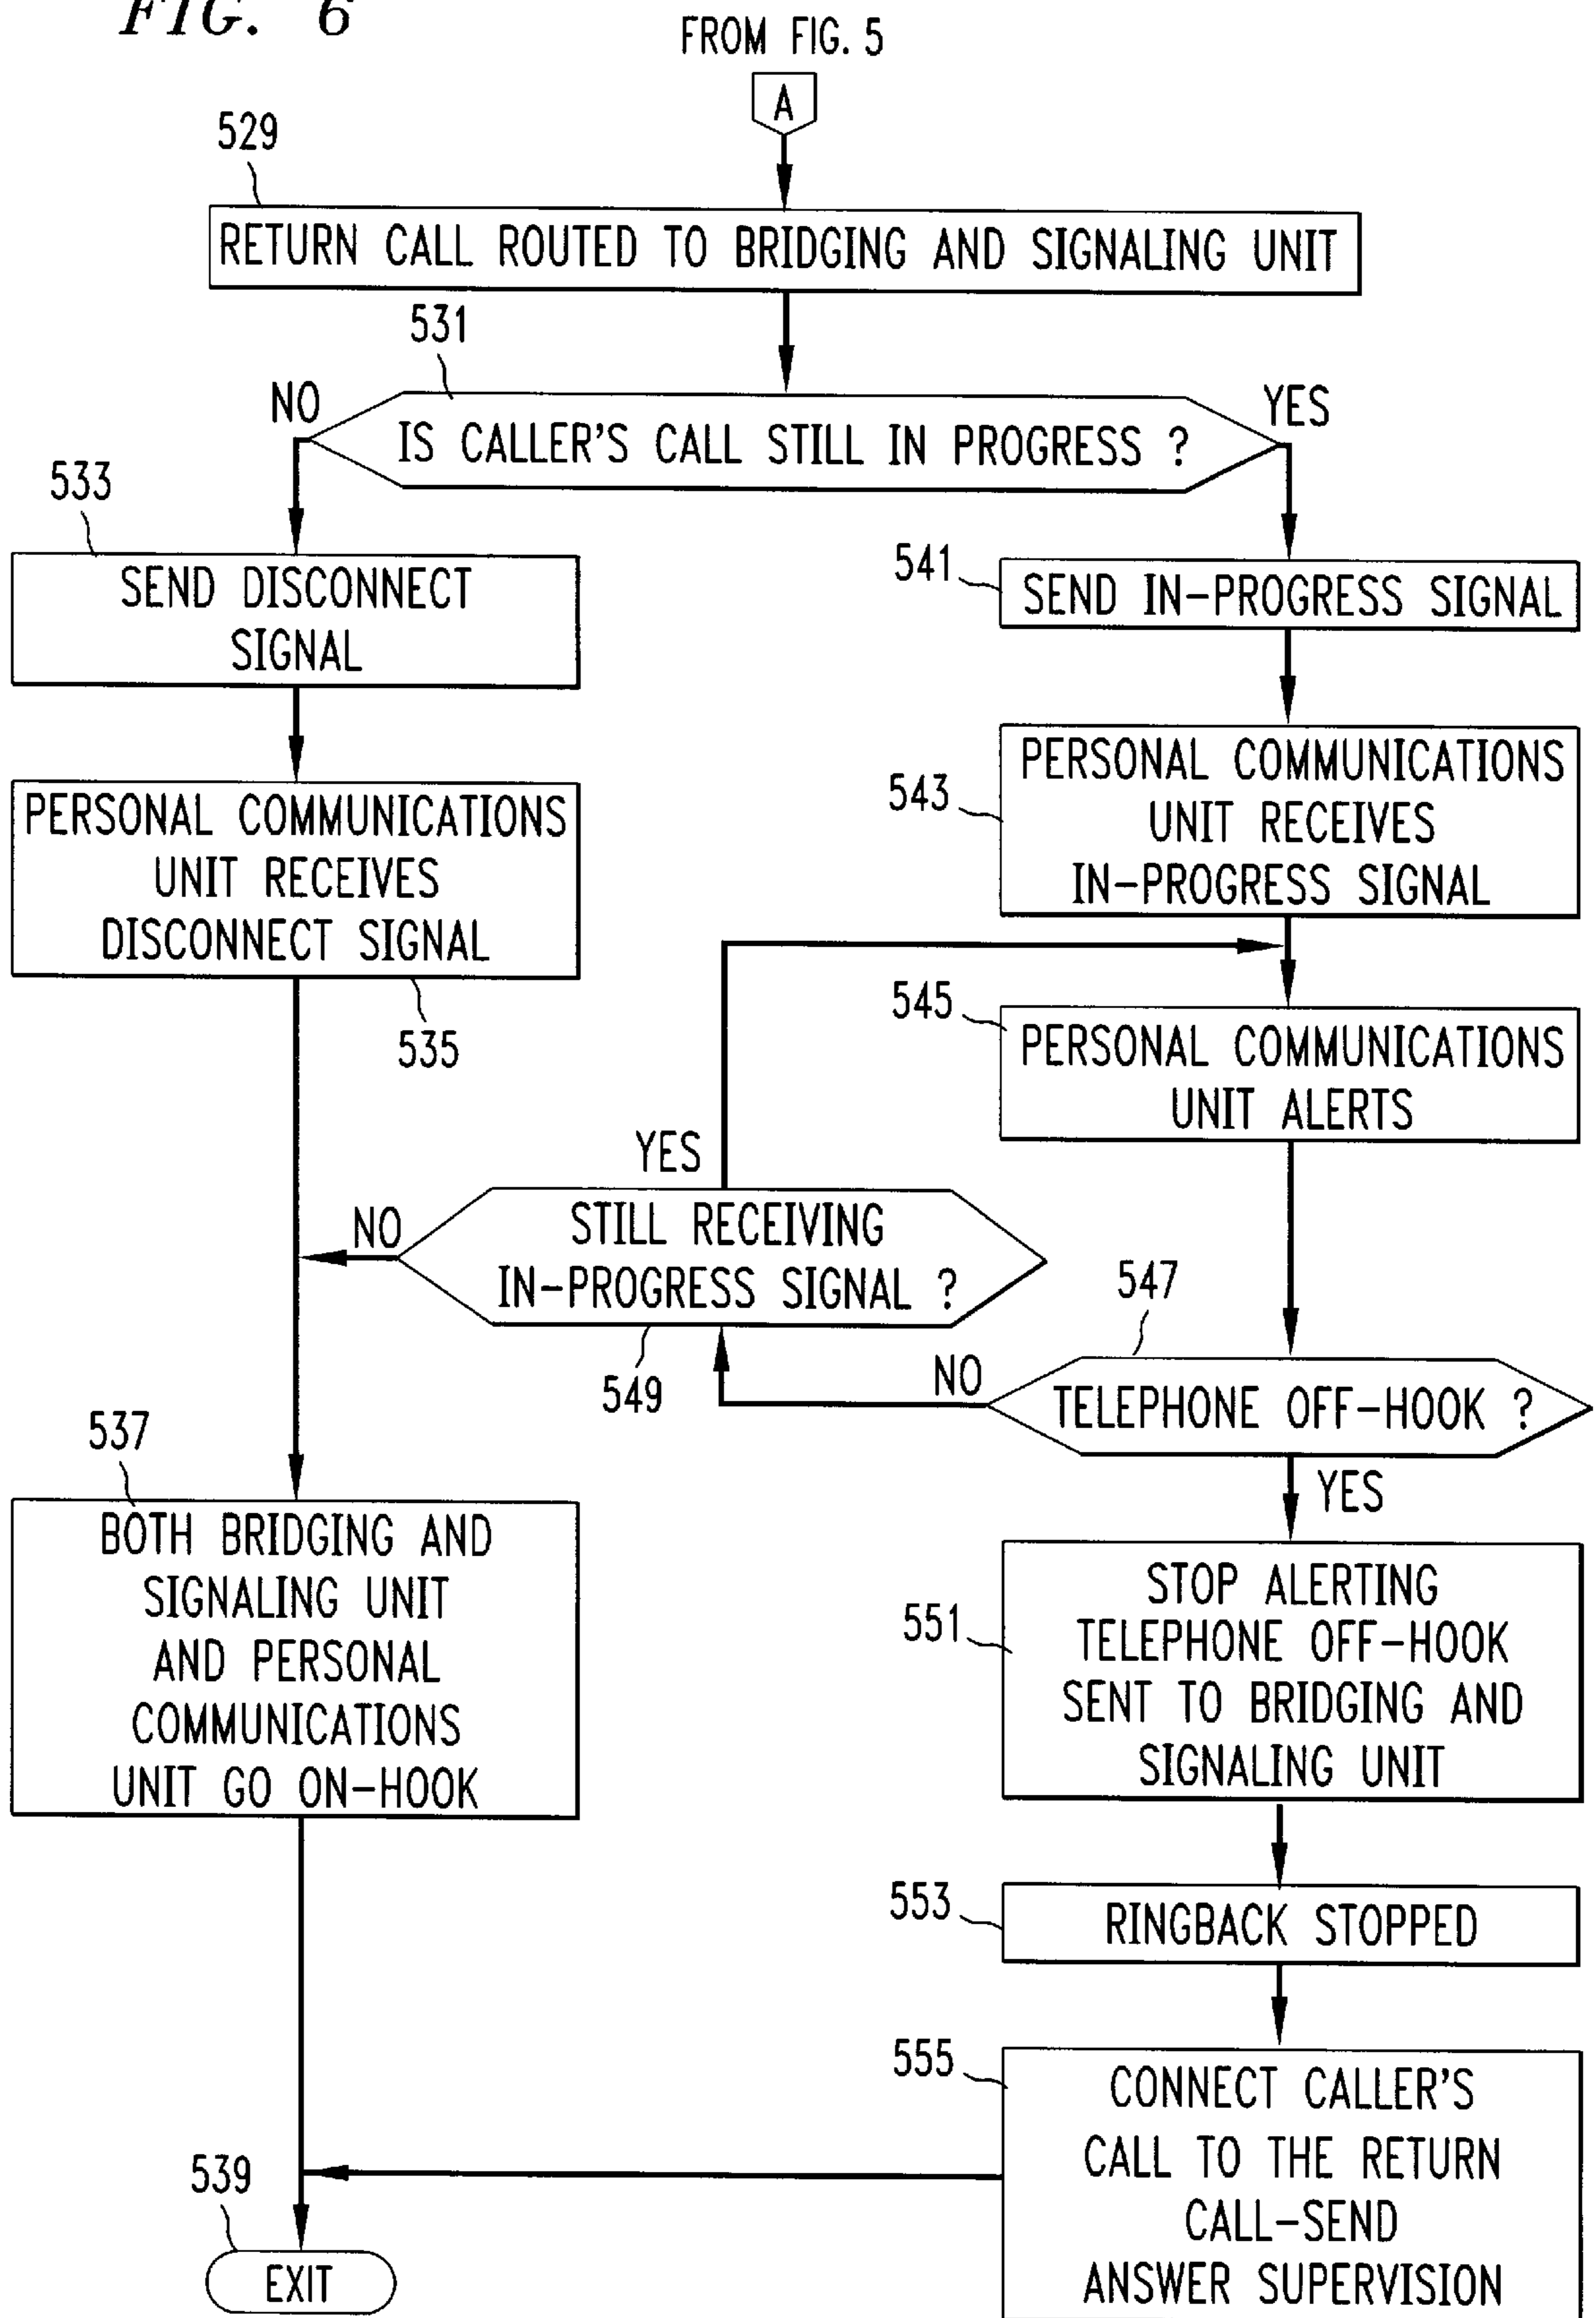 FIG. 6
FROM FIG. 5
A
529
RETURN CALL ROUTED TO BRIDGING AND SIGNALING UNIT
531
NO
YES
IS CALLER'S CALL STILL IN PROGRESS ?
533
SEND DISCONNECT
SIGNAL
541
SEND IN-PROGRESS SIGNAL
PERSONAL COMMUNICATIONS
UNIT RECEIVES
DISCONNECT SIGNAL
535
543
PERSONAL COMMUNICATIONS
UNIT RECEIVES
IN-PROGRESS SIGNAL
545
PERSONAL COMMUNICATIONS
UNIT ALERTS
YES
NO
STILL RECEIVING
IN-PROGRESS SIGNAL ?
549
547
NO
TELEPHONE OFF-HOOK ?
YES
537
BOTH BRIDGING AND
SIGNALING UNIT
AND PERSONAL
COMMUNICATIONS
UNIT GO ON-HOOK
551
STOP ALERTING
TELEPHONE OFF-HOOK
SENT TO BRIDGING AND
SIGNALING UNIT
553
RINGBACK STOPPED
555
CONNECT CALLER'S
CALL TO THE RETURN
CALL-SEND
ANSWER SUPERVISION
539
EXIT